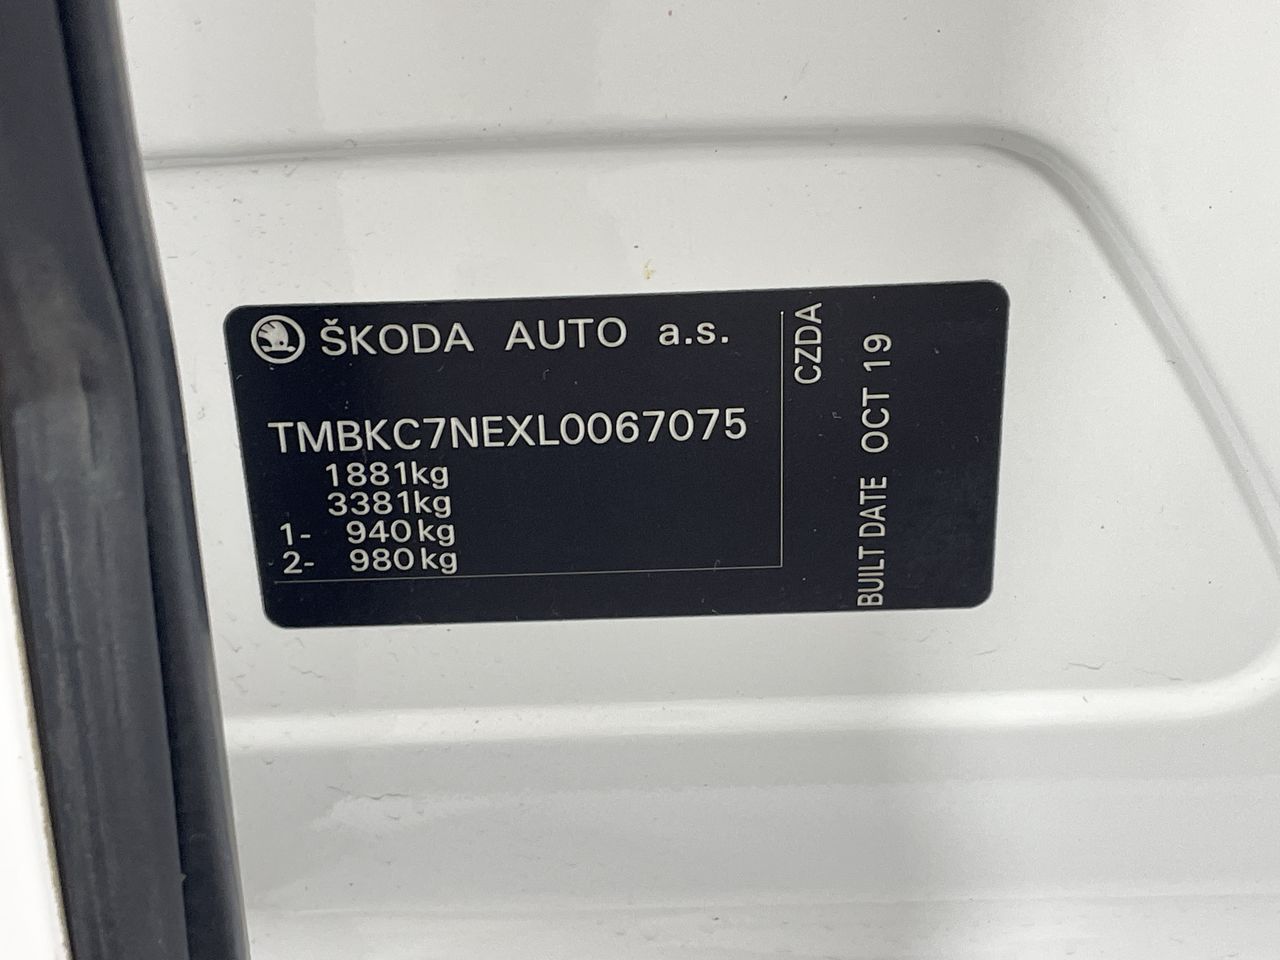 ŠKODA AUTO a.s.
TMBKC7NEXL0067075
1881kg
3381kg
1- 940kg
2- 980kg
CZDA
BUILT DATE OCT 19